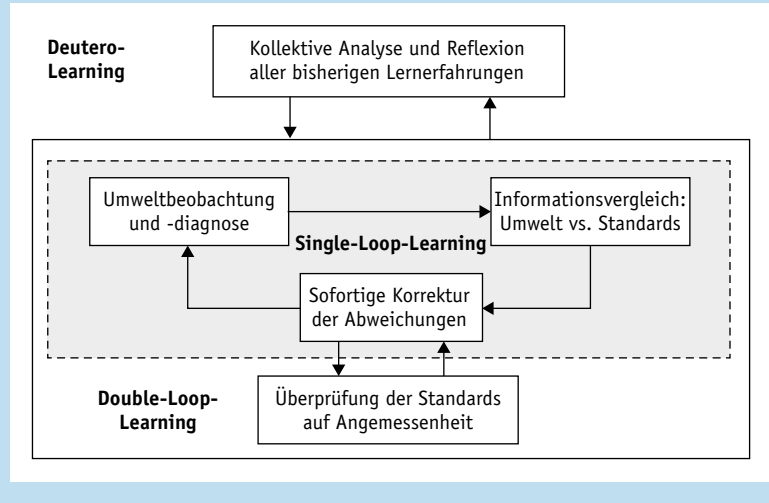 Deutero-
Learning
Kollektive Analyse und Reflexion
aller bisherigen Lernerfahrungen
Umweltbeobachtung
und -diagnose
Informationsvergleich:
Umwelt vs. Standards
Single-Loop-Learning
Sofortige Korrektur
der Abweichungen
Double-Loop-
Learning
Überprüfung der Standards
auf Angemessenheit